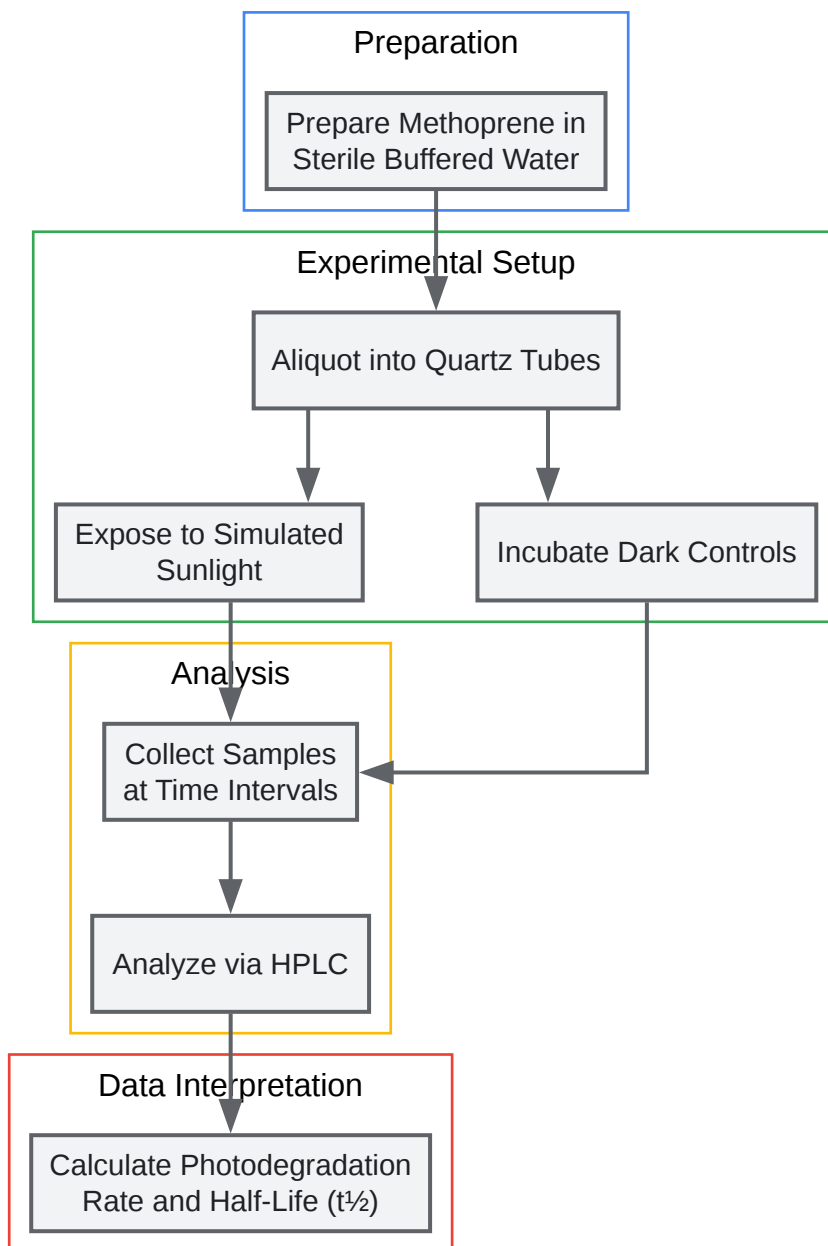 Preparation
Prepare Methoprene in
Sterile Buffered Water
Experimental Setup
Aliquot into Quartz Tubes
Expose to Simulated
Sunlight
Incubate Dark Controls
Analysis
Collect Samples
at Time Intervals
Analyze via HPLC
Data Interpretation
Calculate Photodegradation
Rate and Half-Life (t½)